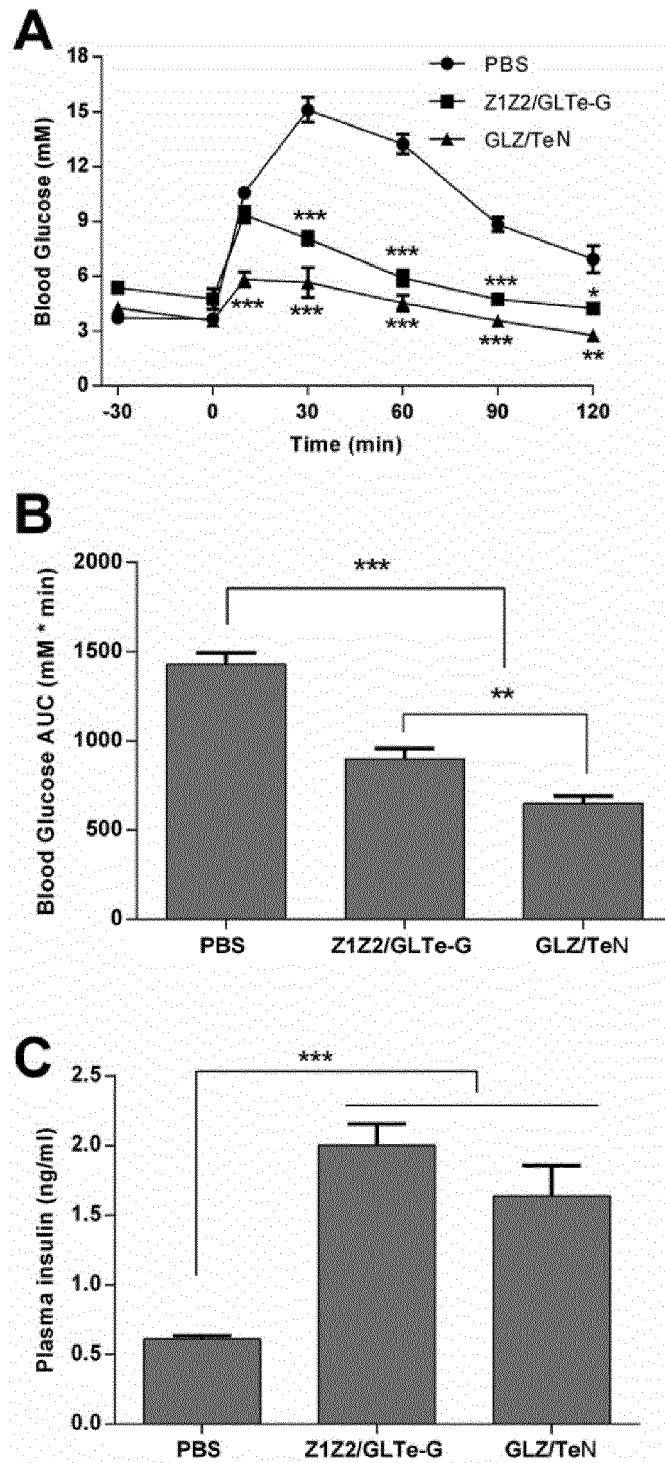 A
18
15
12
9
6
3
0
Blood Glucose (mM)
PBS
Z1Z2/GLTe-G
GLZ/TeN
***
***
***
*
***
***
***
***
**
-30 0 30 60 90 120
Time (min)
B
2000
1500
1000
500
0
Blood Glucose AUC (mM * min)
***
**
PBS Z1Z2/GLTe-G GLZ/TeN
C
2.5
2.0
1.5
1.0
0.5
0.0
Plasma insulin (ng/ml)
***
PBS Z1Z2/GLTe-G GLZ/TeN